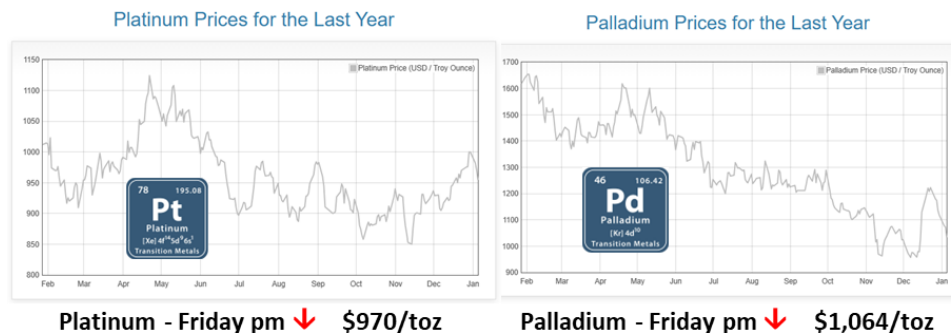 Platinum Prices for the Last Year
1150
1100
1050
1000
950
900
850
800
Platinum Price (USD / Troy Ounce)
78 195.08
Pt
Platinum
[Xe] 4f¹⁴5d⁹6s¹
Transition Metals
Feb Mar Apr May Jun Jul Aug Sep Oct Nov Dec Jan
Platinum - Friday pm ↓ $970/toz
Palladium Prices for the Last Year
1700
1600
1500
1400
1300
1200
1100
1000
900
Palladium Price (USD / Troy Ounce)
46 106.42
Pd
Palladium
[Kr] 4d¹⁰
Transition Metals
Feb Mar Apr May Jun Jul Aug Sep Oct Nov Dec Jan
Palladium - Friday pm ↓ $1,064/toz